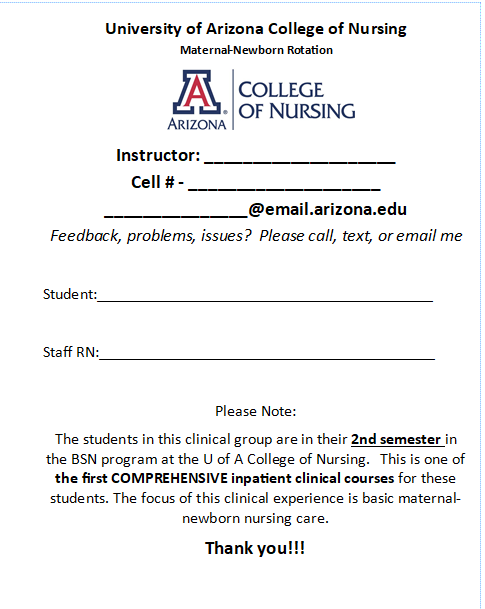 University of Arizona College of Nursing
Maternal-Newborn Rotation
A
ARIZONA
COLLEGE
OF NURSING
Instructor: ____________________
Cell # - ____________________
_______________@email.arizona.edu
Feedback, problems, issues?  Please call, text, or email me
Student:___________________________________________
Staff RN:___________________________________________
Please Note:
The students in this clinical group are in their 2nd semester in
the BSN program at the U of A College of Nursing.   This is one of
the first COMPREHENSIVE inpatient clinical courses for these
students. The focus of this clinical experience is basic maternal-
newborn nursing care.
Thank you!!!